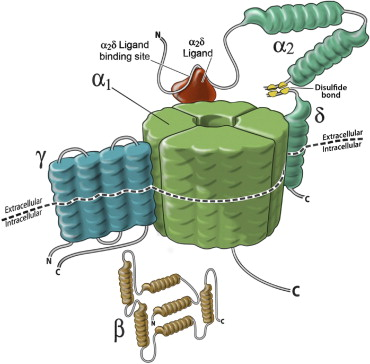 N
α₂δ Ligand
binding site
α₂δ
Ligand
α₂
α₁
Disulfide
bond
δ
γ
Extracellular
Intracellular
C
Extracellular
Intracellular
N
C
C
β
N
C